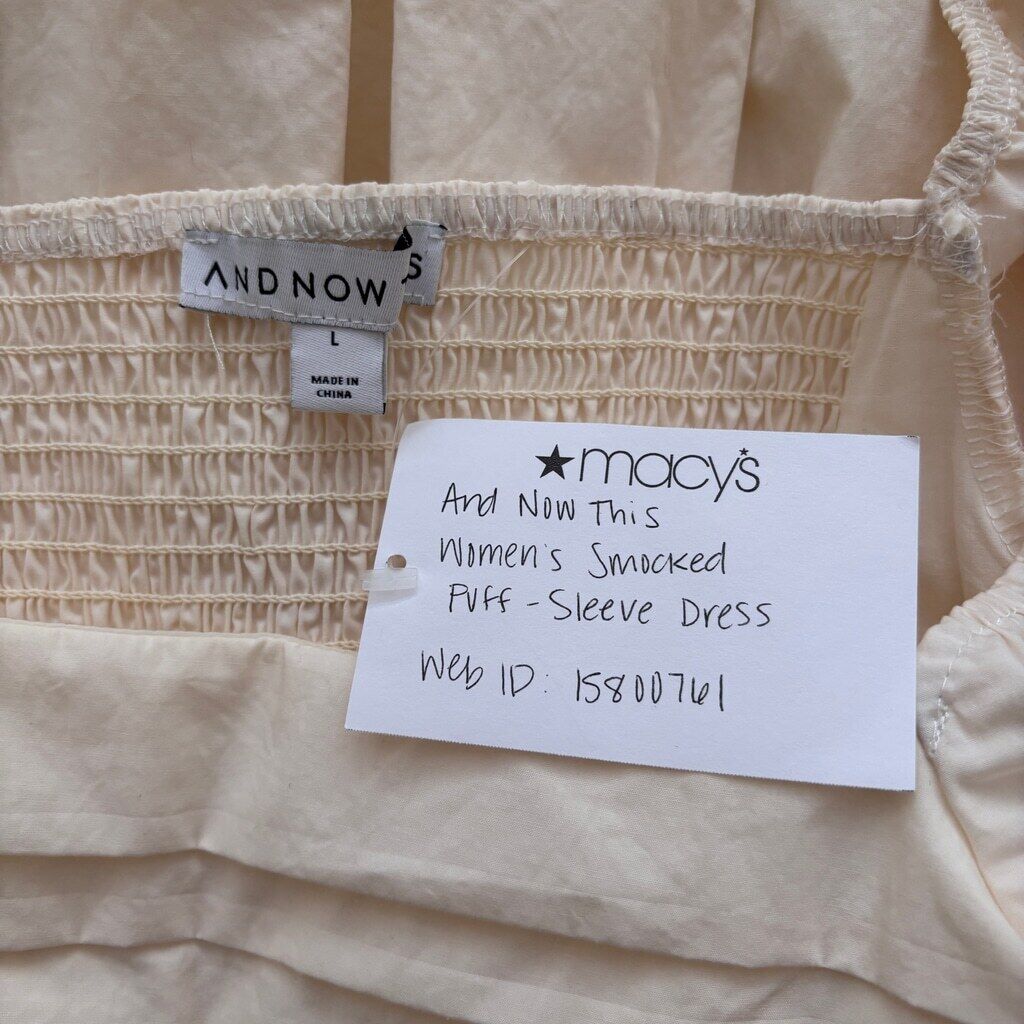 AND NOW
S
L
MADE IN
CHINA
★macy's
And Now This
Women's Smocked
Puff - Sleeve Dress
Web ID: 15800761